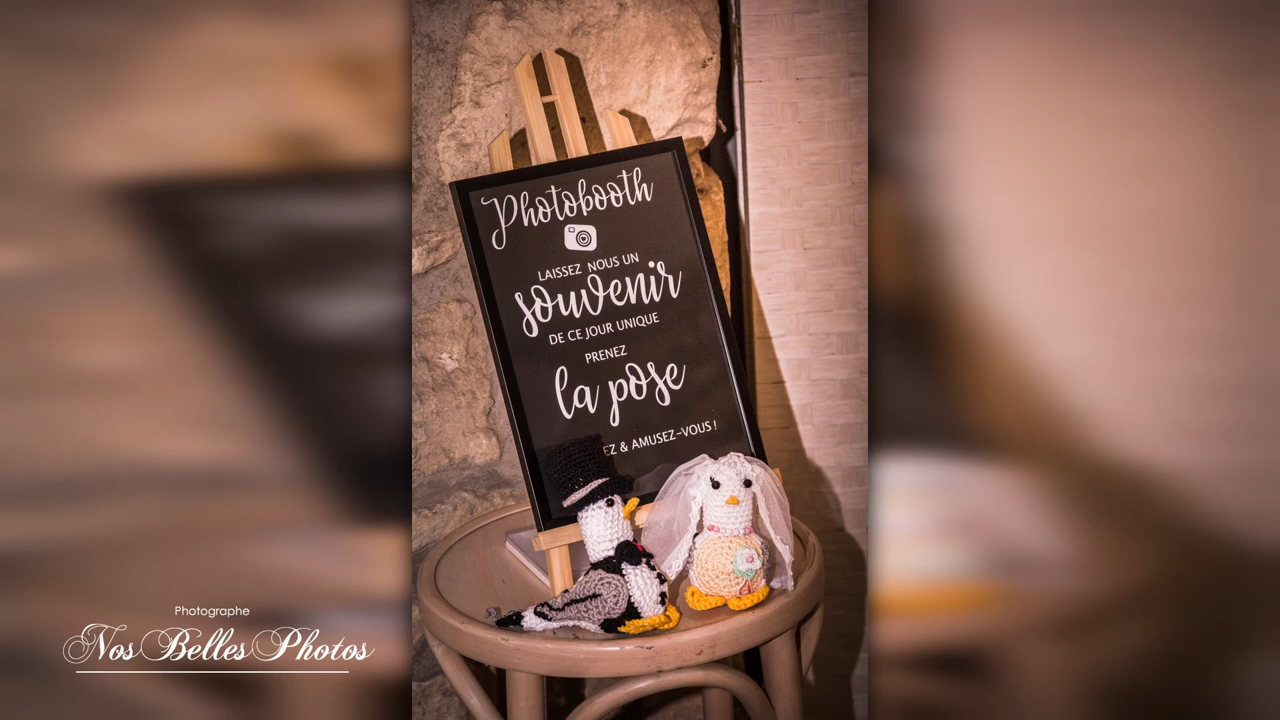 Photobooth
LAISSEZ NOUS UN
souvenir
DE CE JOUR UNIQUE
PRENEZ
la pose
EZ & AMUSEZ-VOUS !
Photographe
Nos Belles Photos